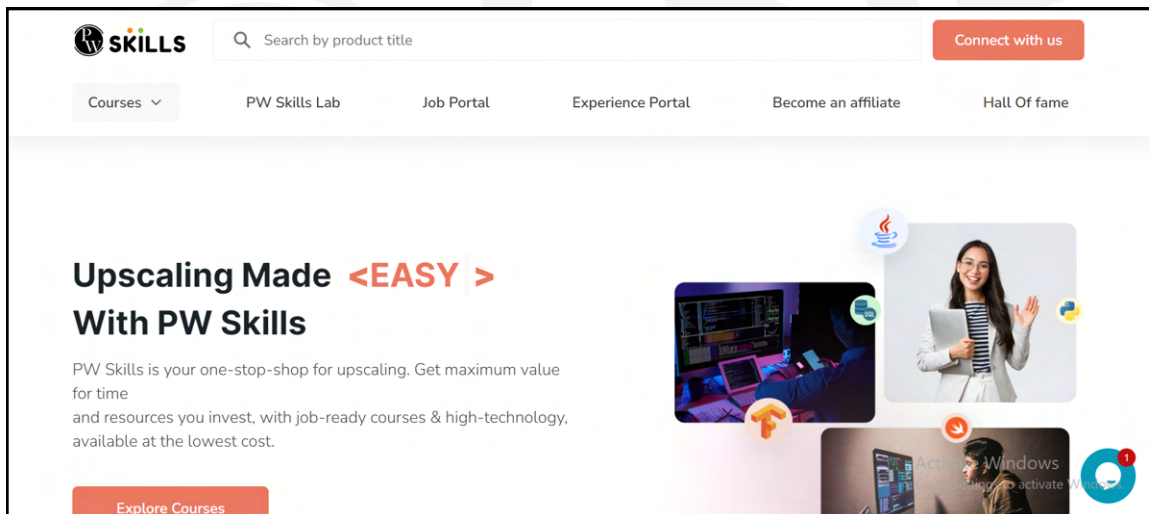 PW SKILLS
Search by product title
Connect with us
Courses
PW Skills Lab
Job Portal
Experience Portal
Become an affiliate
Hall Of fame
Upscaling Made <EASY >
With PW Skills
PW Skills is your one-stop-shop for upscaling. Get maximum value
for time
and resources you invest, with job-ready courses & high-technology,
available at the lowest cost.
Explore Courses
SQL
Activate Windows
to activate Windows.
1